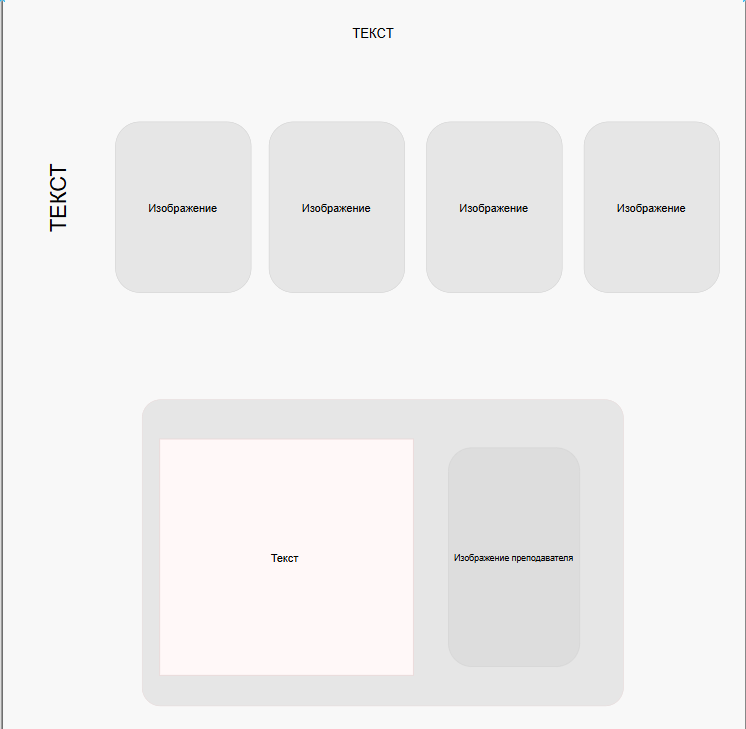 ТЕКСТ
ТЕКСТ
Изображение
Изображение
Изображение
Изображение
Текст
Изображение преподавателя